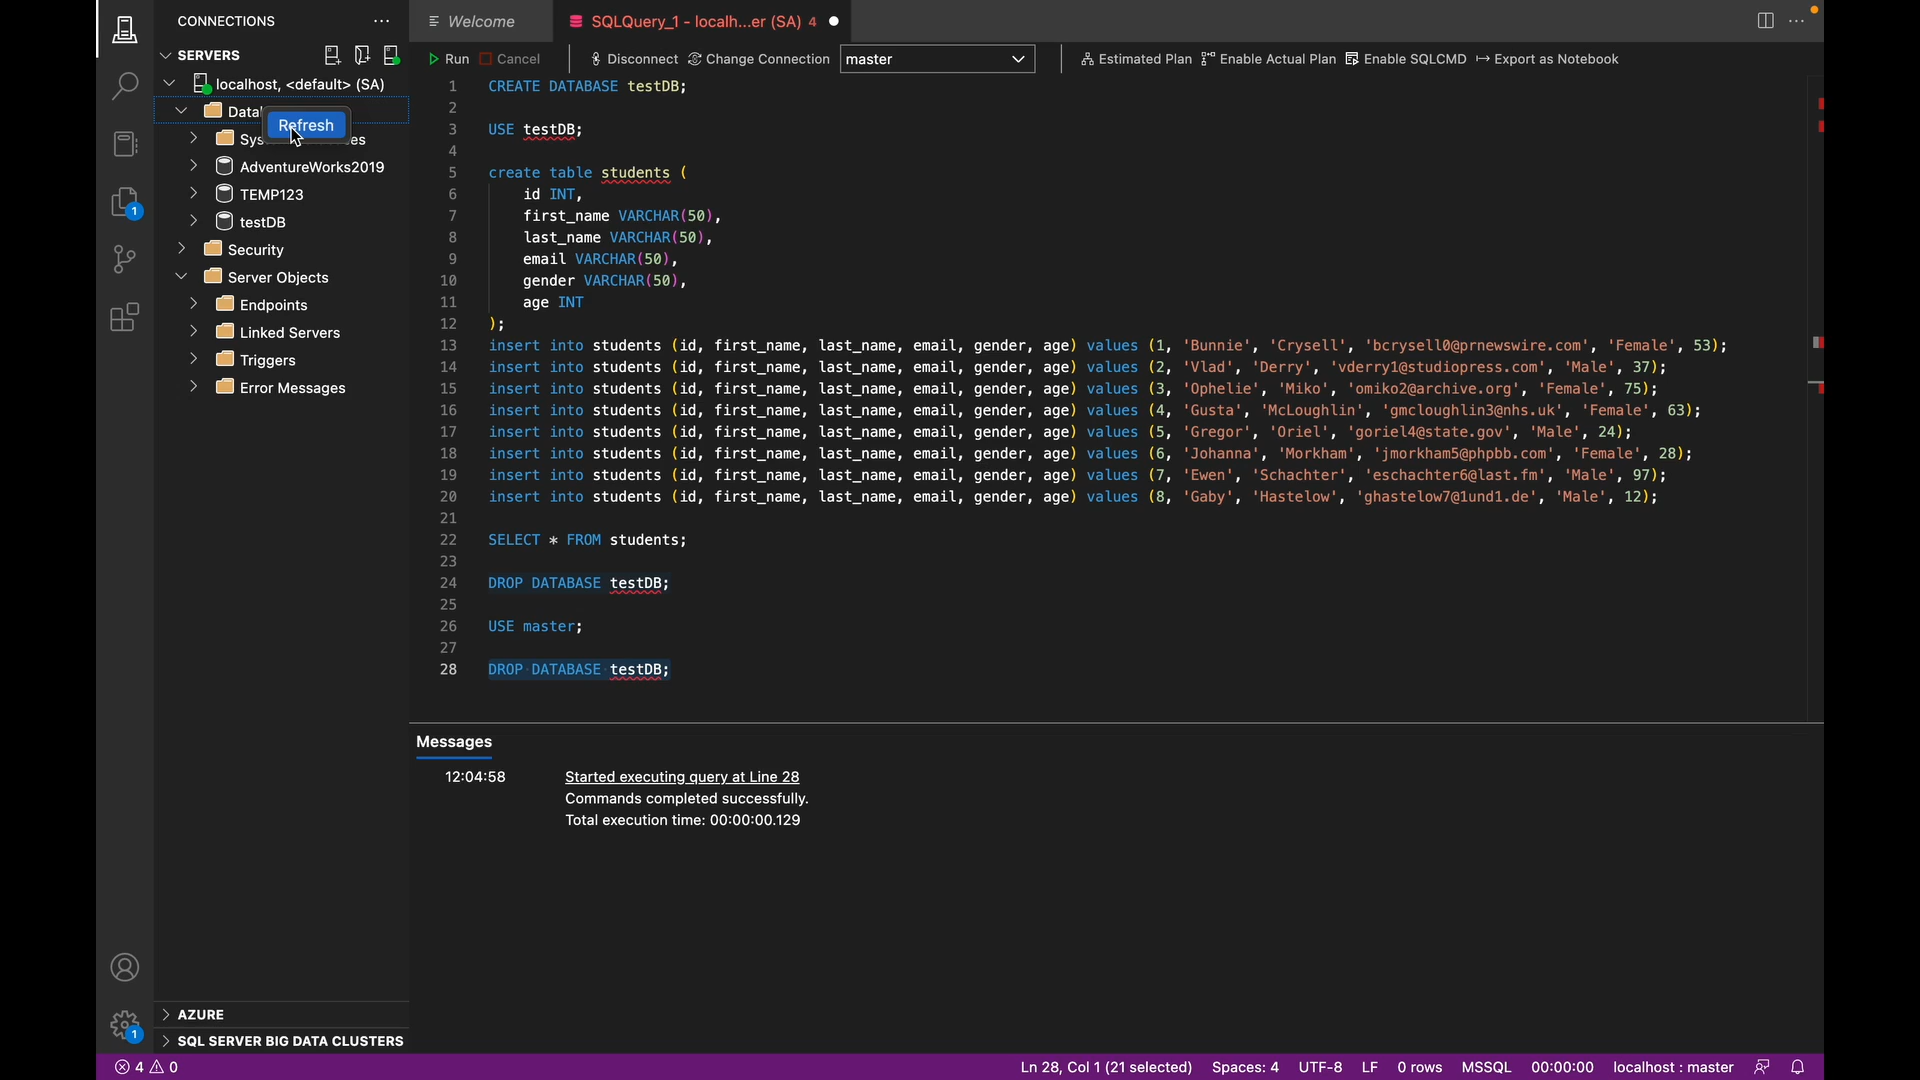 CONNECTIONS
SERVERS
localhost, <default> (SA)
Refresh
AdventureWorks2019
TEMP123
testDB
Security
Server Objects
Endpoints
Linked Servers
Triggers
Error Messages
AZURE
SQL SERVER BIG DATA CLUSTERS
Welcome
SQLQuery_1 - localh...er (SA) 4
Run Cancel Disconnect Change Connection master Estimated Plan Enable Actual Plan Enable SQLCMD Export as Notebook
1 CREATE DATABASE testDB;
2
3 USE testDB;
4
5 create table students (
6 id INT,
7 first_name VARCHAR(50),
8 last_name VARCHAR(50),
9 email VARCHAR(50),
10 gender VARCHAR(50),
11 age INT
12 );
13 insert into students (id, first_name, last_name, email, gender, age) values (1, 'Bunnie', 'Crysell', 'bcrysell0@prnewswire.com', 'Female', 53);
14 insert into students (id, first_name, last_name, email, gender, age) values (2, 'Vlad', 'Derry', 'vderry1@studiopress.com', 'Male', 37);
15 insert into students (id, first_name, last_name, email, gender, age) values (3, 'Ophelie', 'Miko', 'omiko2@archive.org', 'Female', 75);
16 insert into students (id, first_name, last_name, email, gender, age) values (4, 'Gusta', 'McLoughlin', 'gmcloughlin3@nhs.uk', 'Female', 63);
17 insert into students (id, first_name, last_name, email, gender, age) values (5, 'Gregor', 'Oriel', 'goriel4@state.gov', 'Male', 24);
18 insert into students (id, first_name, last_name, email, gender, age) values (6, 'Johanna', 'Morkham', 'jmorkham5@phpbb.com', 'Female', 28);
19 insert into students (id, first_name, last_name, email, gender, age) values (7, 'Ewen', 'Schachter', 'eschachter6@last.fm', 'Male', 97);
20 insert into students (id, first_name, last_name, email, gender, age) values (8, 'Gaby', 'Hastelow', 'ghastelow7@1und1.de', 'Male', 12);
21
22 SELECT * FROM students;
23
24 DROP DATABASE testDB;
25
26 USE master;
27
28 DROP DATABASE testDB;
Messages
12:04:58 Started executing query at Line 28
Commands completed successfully.
Total execution time: 00:00:00.129
1
1
4 0 Ln 28, Col 1 (21 selected) Spaces: 4 UTF-8 LF 0 rows MSSQL 00:00:00 localhost : master